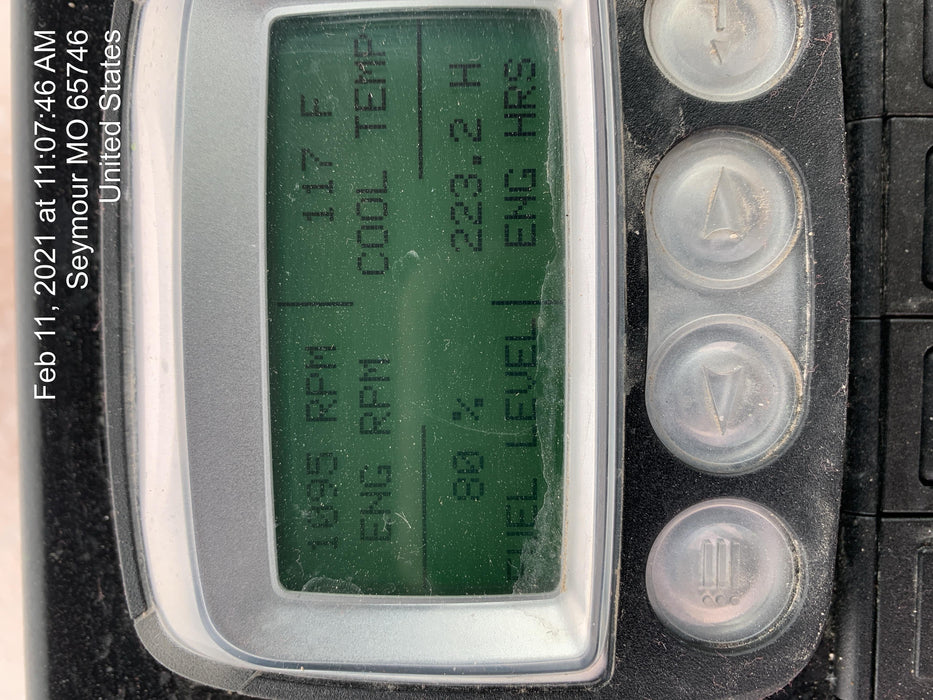 Feb 11, 2021 at 11:07:46 AM
Seymour MO 65746
United States
1095 RPM
ENG RPM
117 F
COOL TEMP
80 %
FUEL LEVEL
223.2 H
ENG HRS